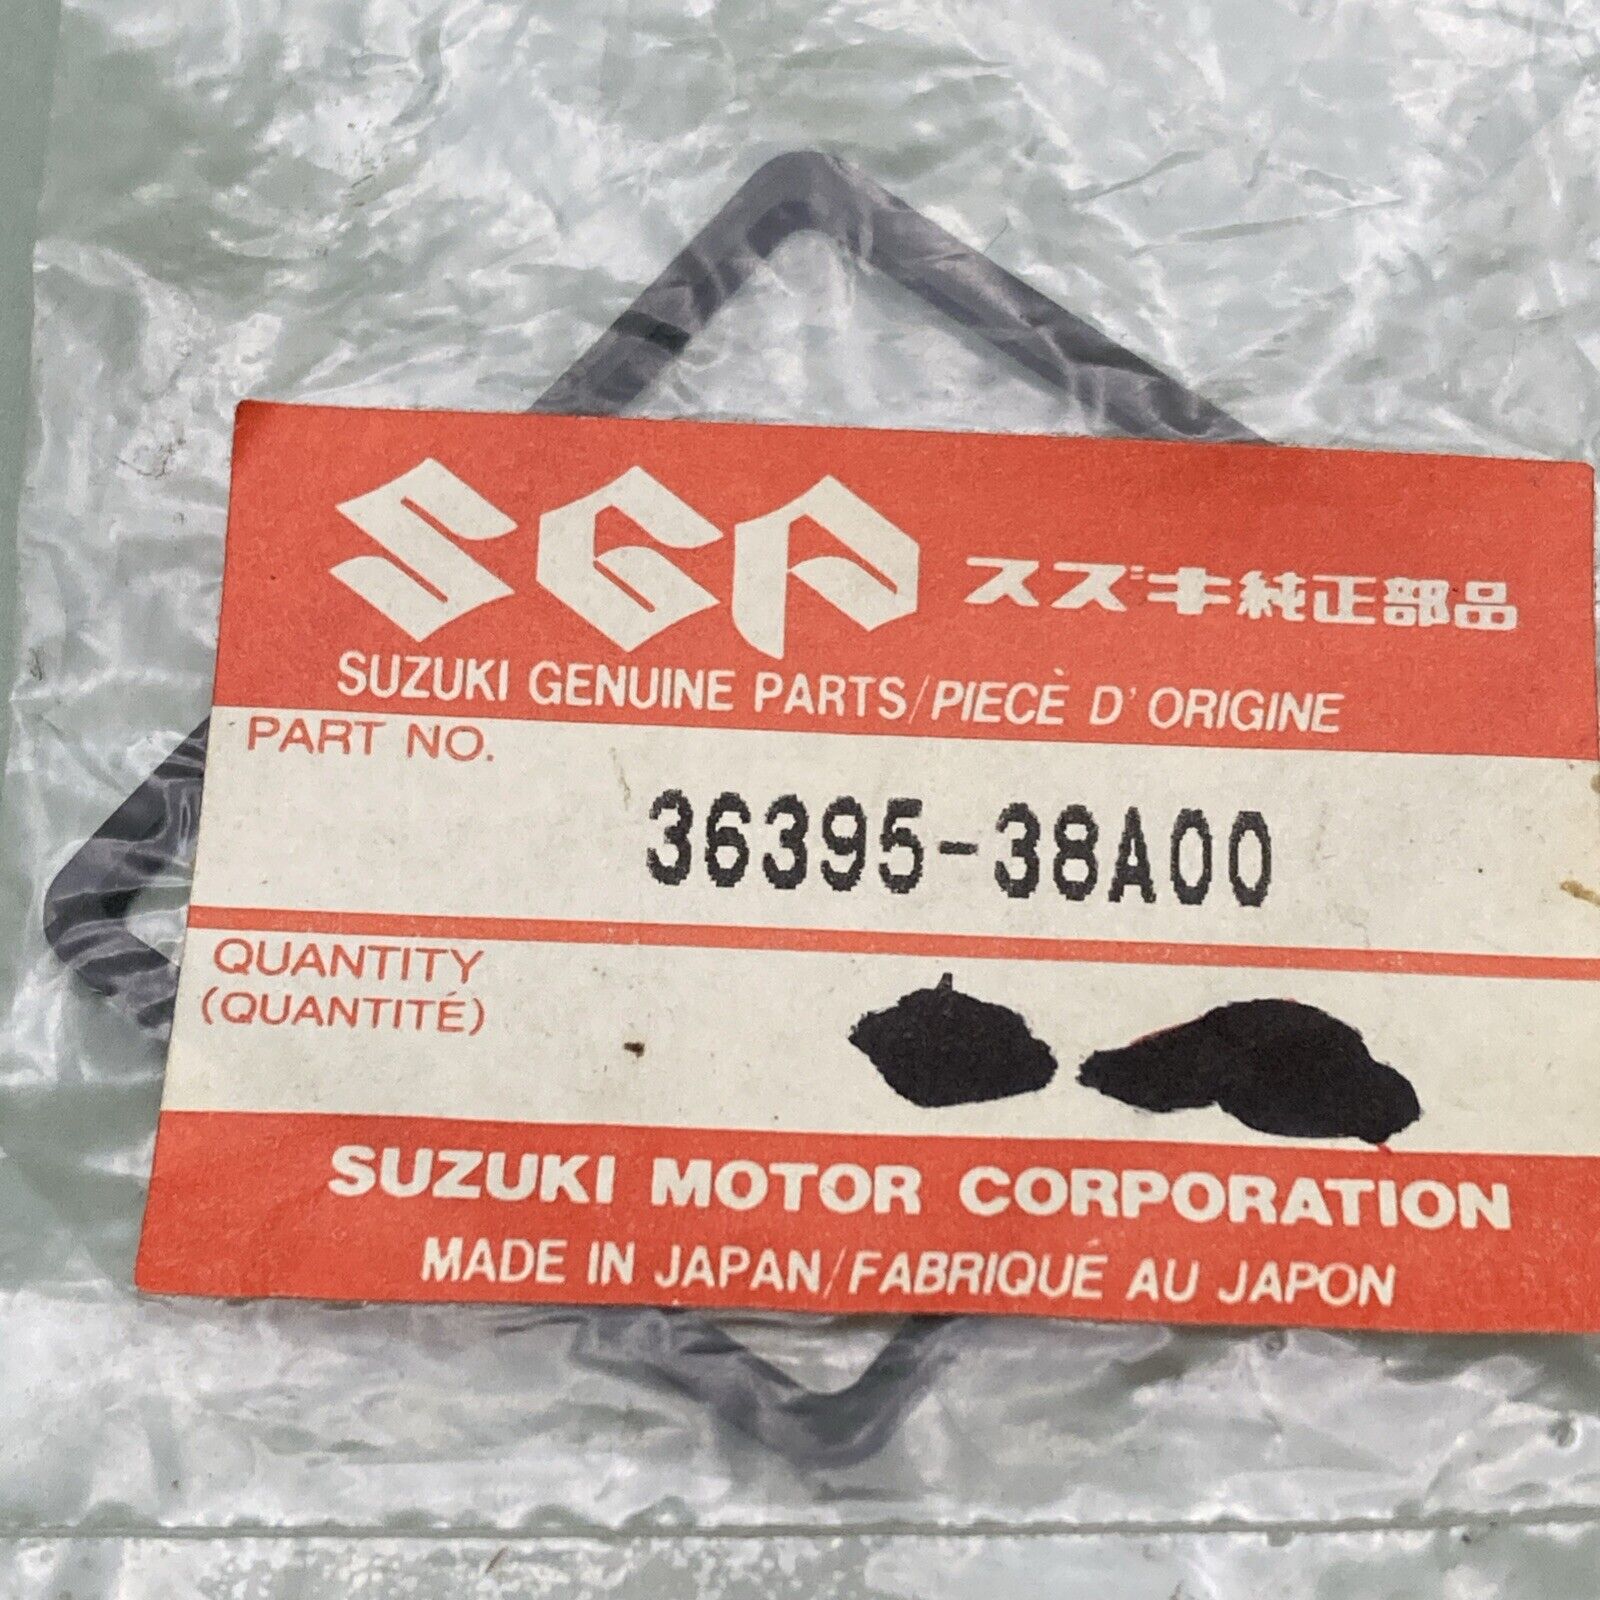 SGP スズキ純正部品
SUZUKI GENUINE PARTS/PIECÈ D'ORIGINE
PART NO.
36395-38A00
QUANTITY
(QUANTITÉ)
SUZUKI MOTOR CORPORATION
MADE IN JAPAN/FABRIQUÉ AU JAPON